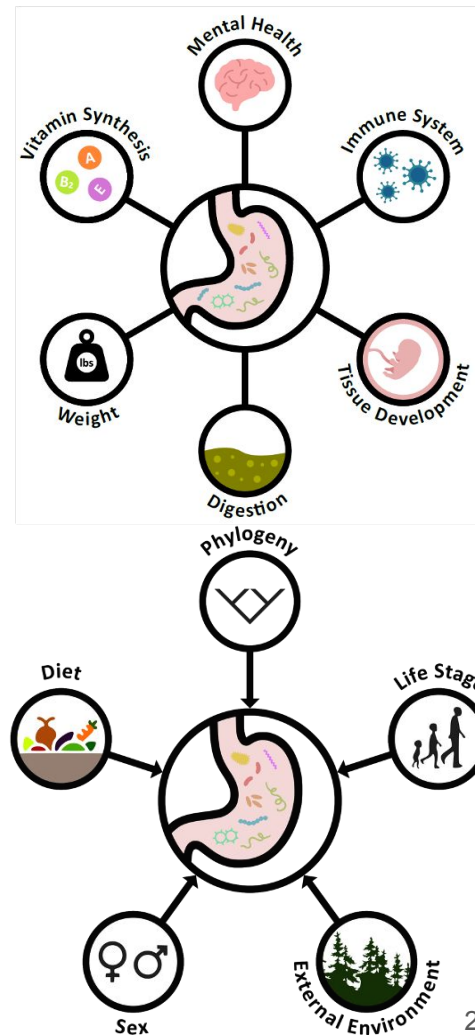 Mental Health
Vitamin Synthesis
Immune System
A
B₂
E
lbs
Weight
Tissue Development
Digestion
Phylogeny
Diet
Life Stage
Sex
External Environment
2